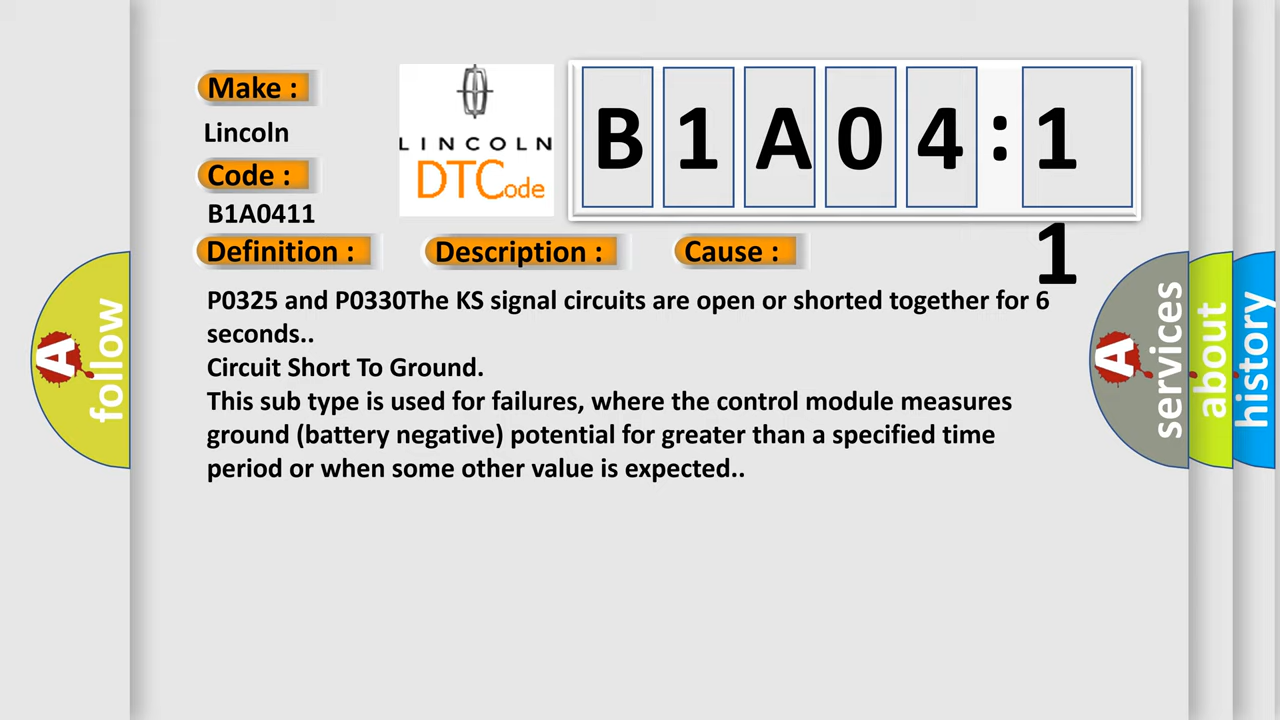 Make :
Lincoln
Code :
B1A0411
LINCOLN
DTCode
B1A04:1
1
Definition :
Description :
Cause :
P0325 and P0330The KS signal circuits are open or shorted together for 6
seconds..
Circuit Short To Ground.
This sub type is used for failures, where the control module measures
ground (battery negative) potential for greater than a specified time
period or when some other value is expected..
A follow
A services
about
history